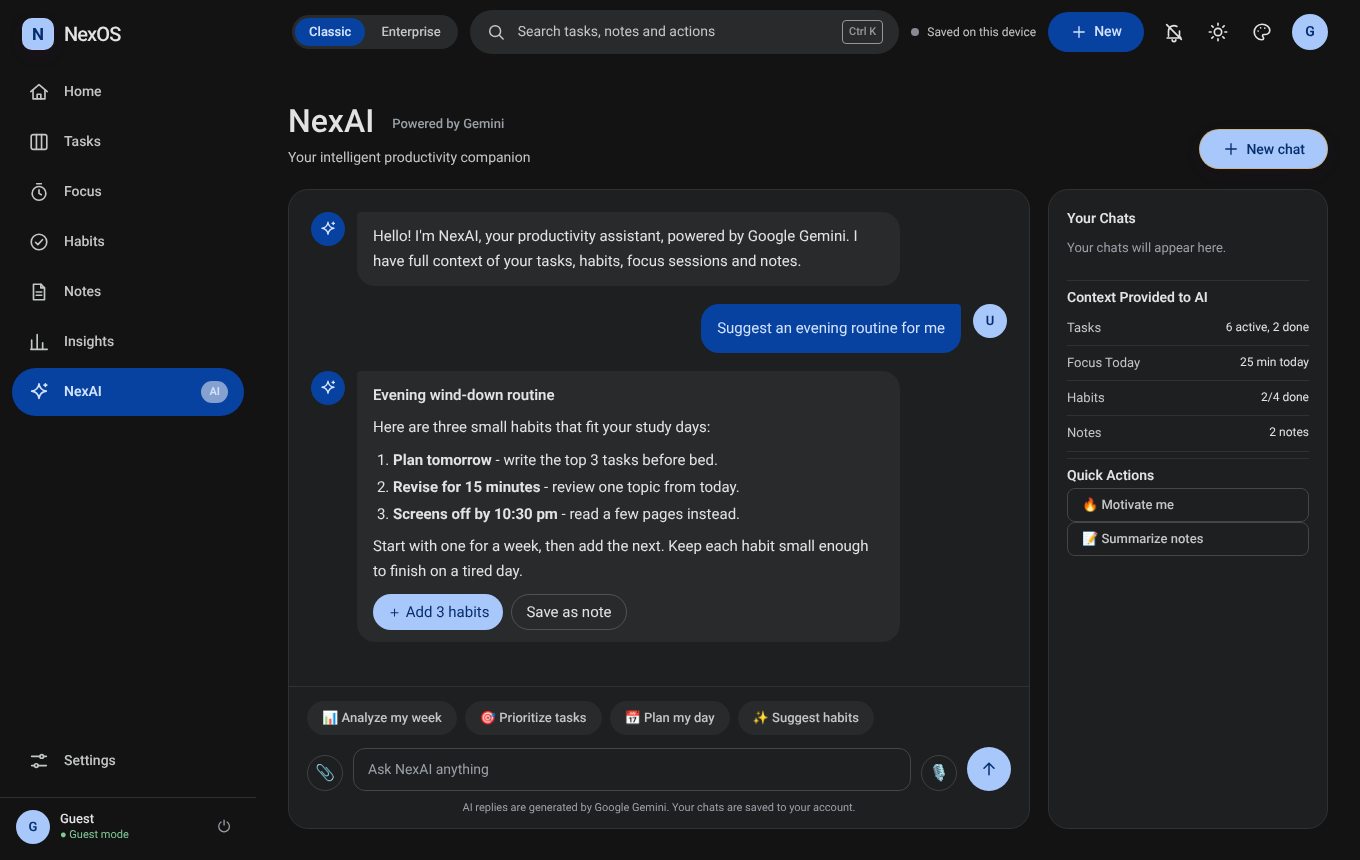 N NexOS
Classic Enterprise
Search tasks, notes and actions Ctrl K
Saved on this device
+ New
G
Home
Tasks
Focus
Habits
Notes
Insights
NexAI AI
Settings
G
Guest
● Guest mode
NexAI Powered by Gemini
Your intelligent productivity companion
+ New chat
Hello! I'm NexAI, your productivity assistant, powered by Google Gemini. I
have full context of your tasks, habits, focus sessions and notes.
Suggest an evening routine for me
U
Evening wind-down routine
Here are three small habits that fit your study days:
1. Plan tomorrow - write the top 3 tasks before bed.
2. Revise for 15 minutes - review one topic from today.
3. Screens off by 10:30 pm - read a few pages instead.
Start with one for a week, then add the next. Keep each habit small enough
to finish on a tired day.
+ Add 3 habits Save as note
📊 Analyze my week 🎯 Prioritize tasks 📅 Plan my day ✨ Suggest habits
Ask NexAI anything
AI replies are generated by Google Gemini. Your chats are saved to your account.
Your Chats
Your chats will appear here.
Context Provided to AI
Tasks 6 active, 2 done
Focus Today 25 min today
Habits 2/4 done
Notes 2 notes
Quick Actions
🔥 Motivate me
📝 Summarize notes